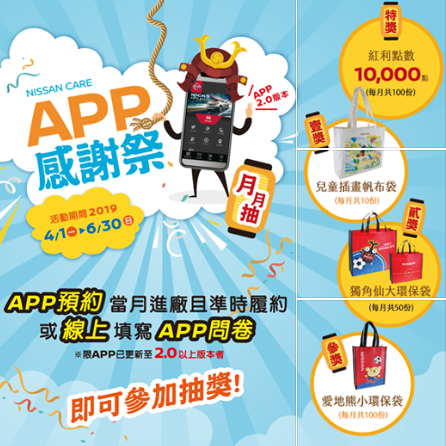 NISSAN CARE
APP
感謝祭
APP
2.0版本
月月抽
活動期間 2019
4/1(一)▶6/30(日)
APP預約 當月進廠且準時履約
或 線上 填寫 APP問卷
※限APP已更新至 2.0 以上版本者
即可參加抽獎!
特獎
紅利點數
10,000點
(每月共100份)
壹獎
兒童插畫帆布袋
(每月共10份)
貳獎
獨角仙大環保袋
(每月共50份)
參獎
愛地熊小環保袋
(每月共100份)